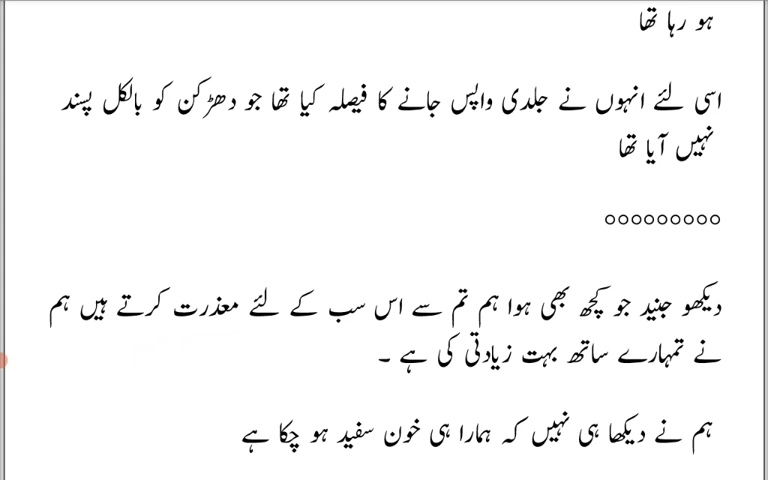 ہو رہا تھا
اسی لئے انہوں نے جلدی واپس جانے کا فیصلہ کیا تھا جو دھڑکن کو بالکل پسند
نہیں آیا تھا
○○○○○○○○○
دیکھو جنید جو کچھ بھی ہوا ہم تم سے اس سب کے لئے معذرت کرتے ہیں ہم
نے تمہارے ساتھ بہت زیادتی کی ہے ۔
ہم نے دیکھا ہی نہیں کہ ہمارا ہی خون سفید ہو چکا ہے